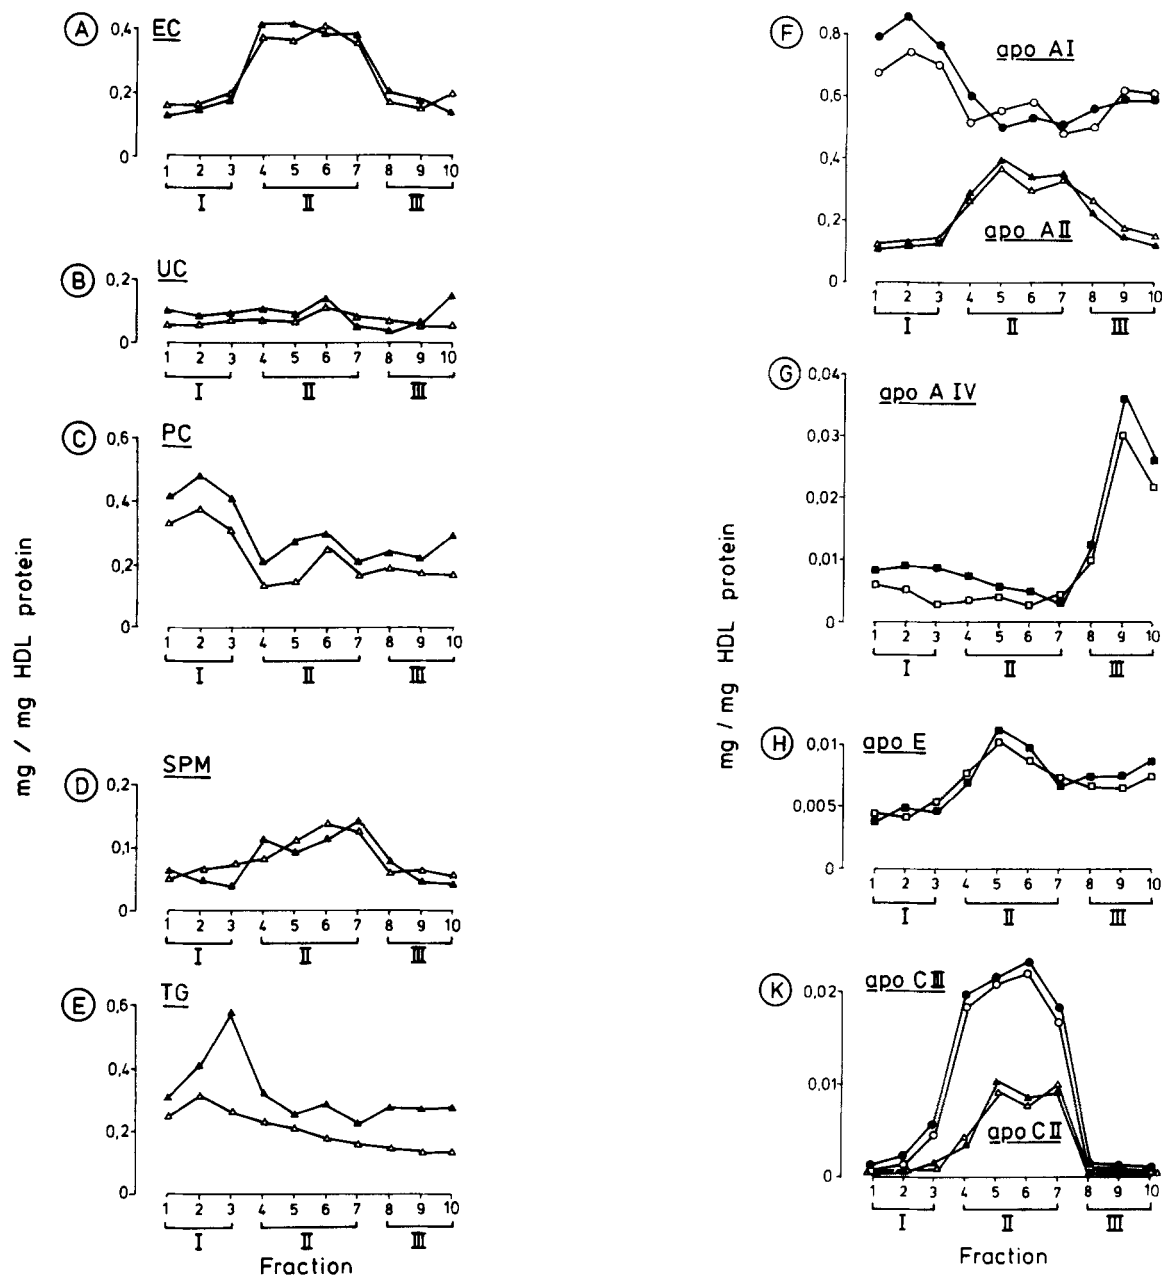 mg / mg HDL protein
A EC
0,4
0,2
0
1 2 3 4 5 6 7 8 9 10
I II III
B UC
0,2
0
1 2 3 4 5 6 7 8 9 10
I II III
C PC
0,6
0,4
0,2
0
1 2 3 4 5 6 7 8 9 10
I II III
D SPM
0,2
0,1
0
1 2 3 4 5 6 7 8 9 10
I II III
E TG
0,6
0,4
0,2
0
1 2 3 4 5 6 7 8 9 10
I II III
Fraction
mg / mg HDL protein
F
apo AI
0,8
0,6
0,4
0,2
0
apo AII
1 2 3 4 5 6 7 8 9 10
I II III
G
apo A IV
0,04
0,03
0,02
0,01
0
1 2 3 4 5 6 7 8 9 10
I II III
H apo E
0,01
0,005
0
1 2 3 4 5 6 7 8 9 10
I II III
K apo CIII
0,02
0,01
0
apo CII
1 2 3 4 5 6 7 8 9 10
I II III
Fraction